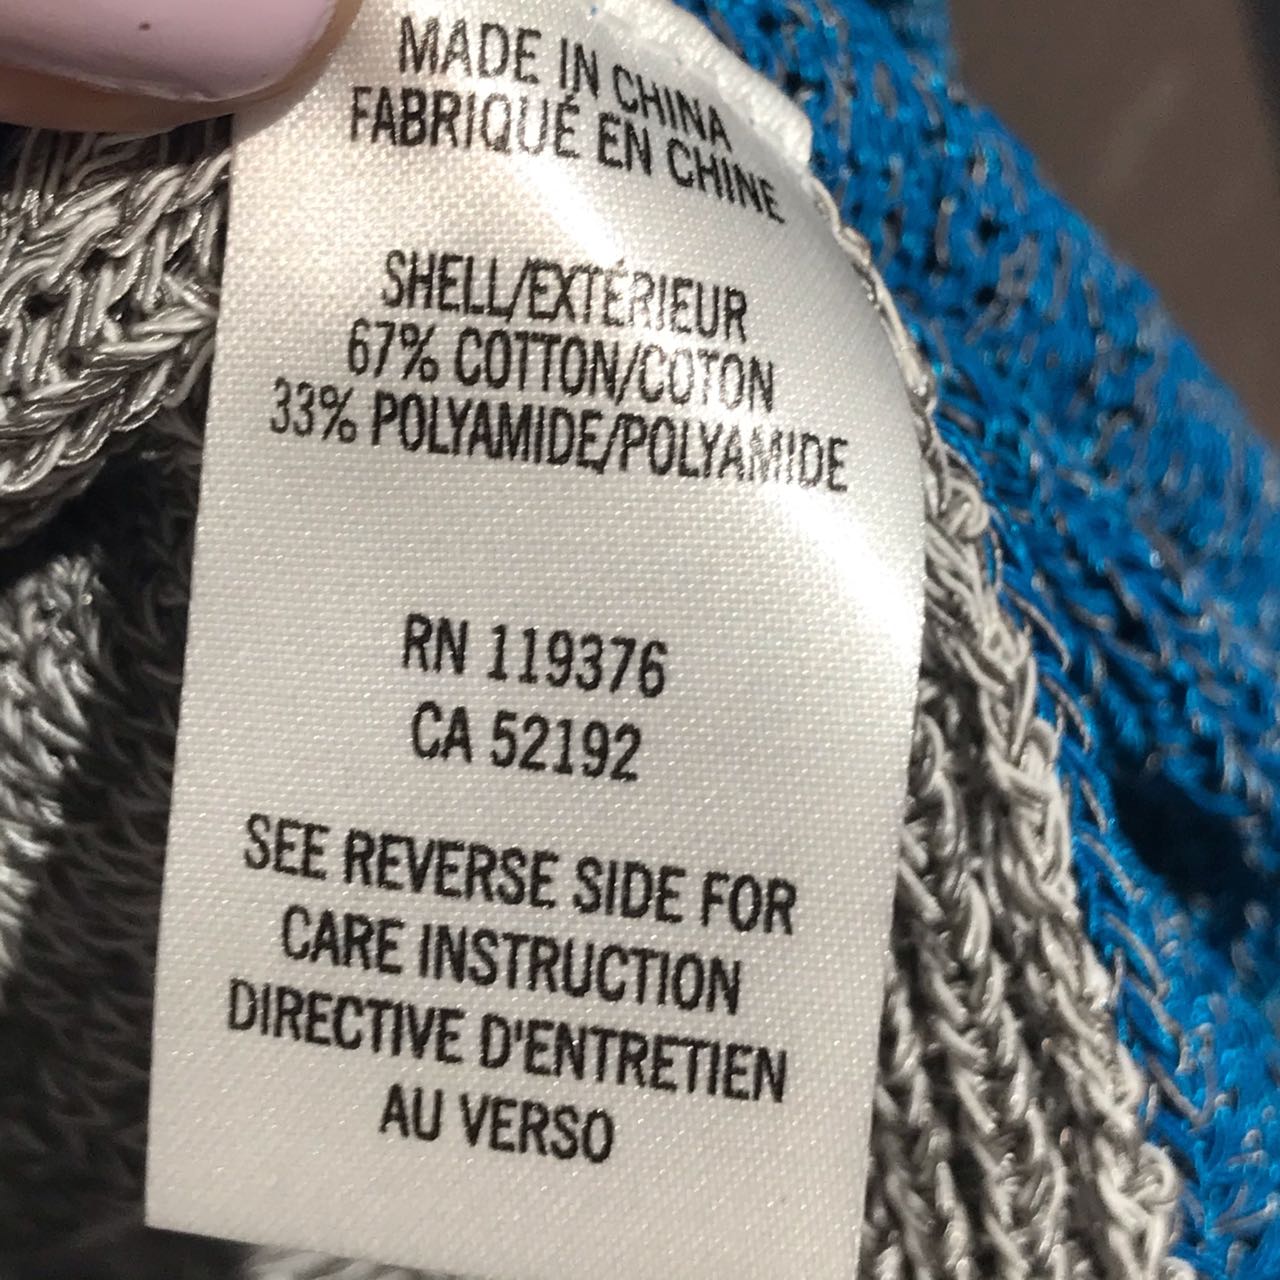 MADE IN CHINA
FABRIQUÉ EN CHINE
SHELL/EXTÉRIEUR
67% COTTON/COTON
33% POLYAMIDE/POLYAMIDE
RN 119376
CA 52192
SEE REVERSE SIDE FOR
CARE INSTRUCTION
DIRECTIVE D'ENTRETIEN
AU VERSO